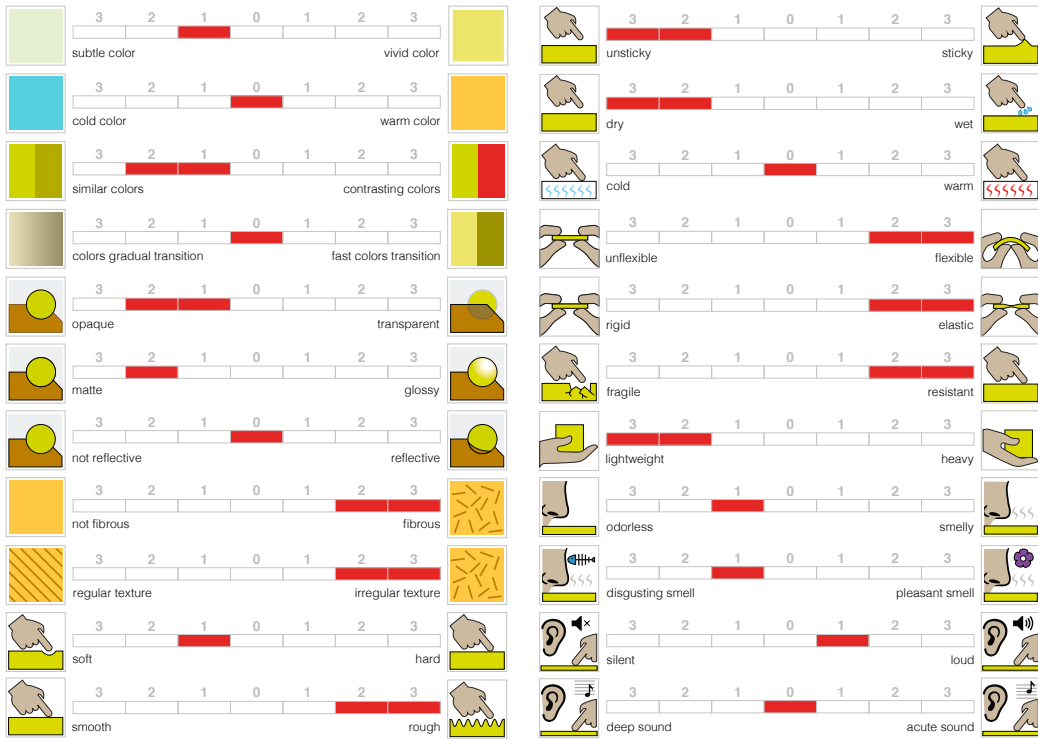 3 2 1 0 1 2 3
subtle color vivid color
3 2 1 0 1 2 3
cold color warm color
3 2 1 0 1 2 3
similar colors contrasting colors
3 2 1 0 1 2 3
colors gradual transition fast colors transition
3 2 1 0 1 2 3
opaque transparent
3 2 1 0 1 2 3
matte glossy
3 2 1 0 1 2 3
not reflective reflective
3 2 1 0 1 2 3
not fibrous fibrous
3 2 1 0 1 2 3
regular texture irregular texture
3 2 1 0 1 2 3
soft hard
3 2 1 0 1 2 3
smooth rough
3 2 1 0 1 2 3
unsticky sticky
3 2 1 0 1 2 3
dry wet
3 2 1 0 1 2 3
cold warm
3 2 1 0 1 2 3
unflexible flexible
3 2 1 0 1 2 3
rigid elastic
3 2 1 0 1 2 3
fragile resistant
3 2 1 0 1 2 3
lightweight heavy
3 2 1 0 1 2 3
odorless smelly
3 2 1 0 1 2 3
disgusting smell pleasant smell
3 2 1 0 1 2 3
silent loud
3 2 1 0 1 2 3
deep sound acute sound